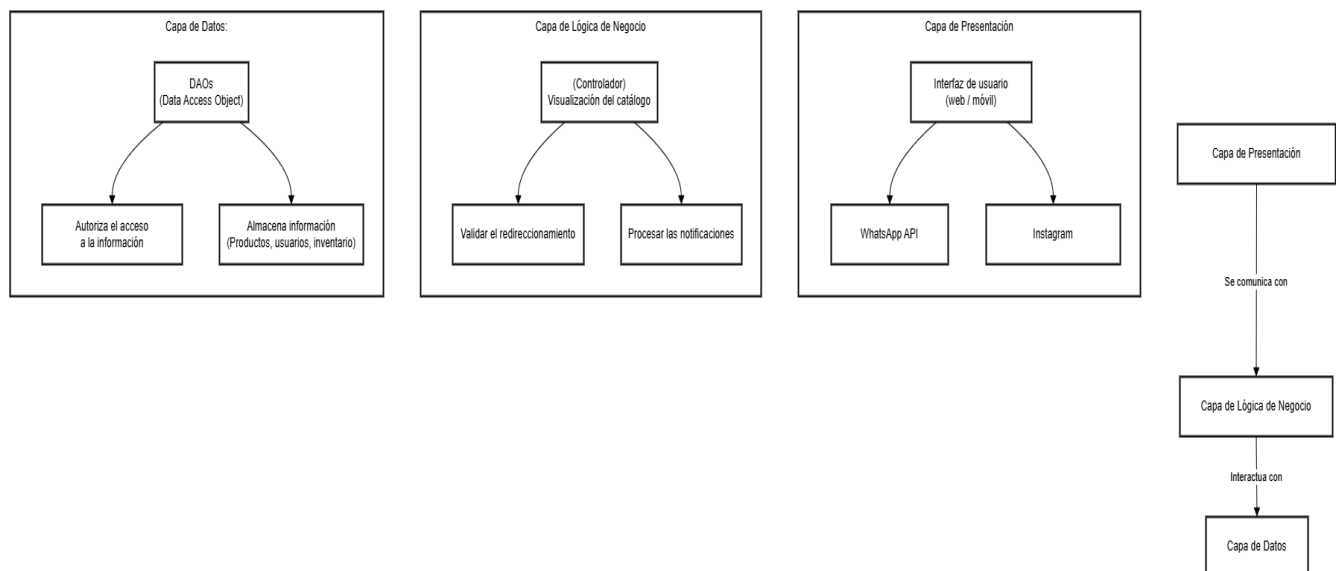 Capa de Datos:
DAOs
(Data Access Object)
Autoriza el acceso
a la información
Almacena información
(Productos, usuarios, inventario)
Capa de Lógica de Negocio
(Controlador)
Visualización del catálogo
Validar el redireccionamiento
Procesar las notificaciones
Capa de Presentación
Interfaz de usuario
(web / móvil)
WhatsApp API
Instagram
Capa de Presentación
Se comunica con
Capa de Lógica de Negocio
Interactua con
Capa de Datos